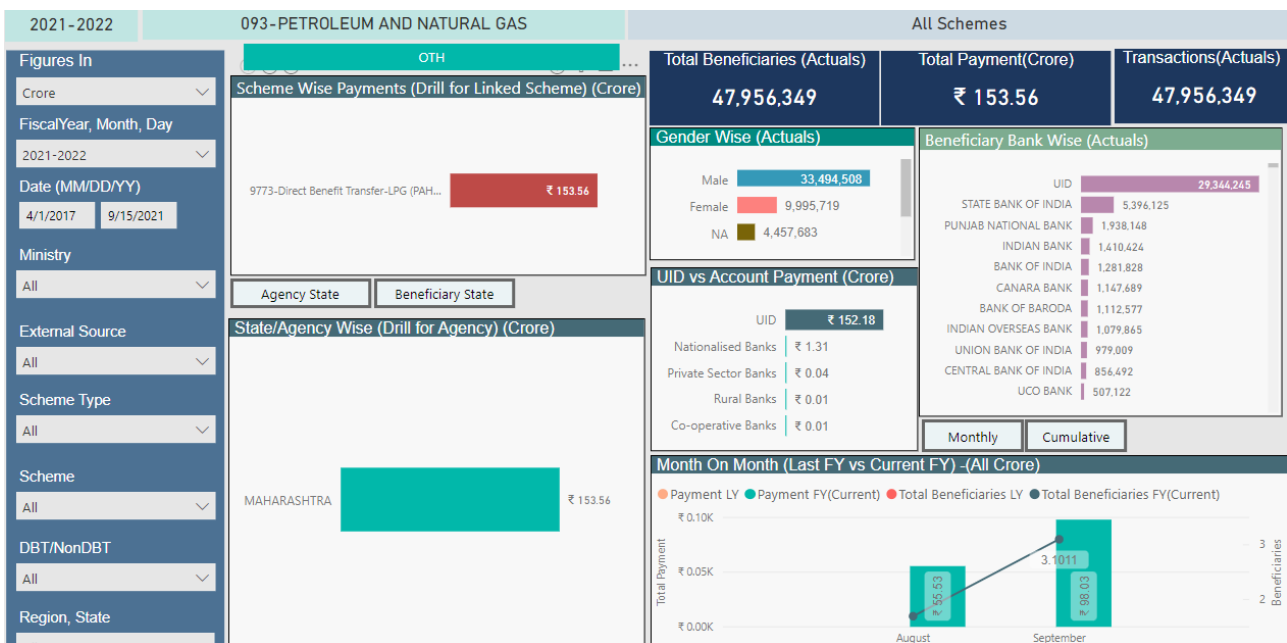 2021-2022
093-PETROLEUM AND NATURAL GAS
All Schemes
Figures In
Crore
FiscalYear, Month, Day
2021-2022
Date (MM/DD/YY)
4/1/2017 9/15/2021
Ministry
All
External Source
All
Scheme Type
All
Scheme
All
DBT/NonDBT
All
Region, State
OTH
Scheme Wise Payments (Drill for Linked Scheme) (Crore)
9773-Direct Benefit Transfer-LPG (PAH... ₹ 153.56
Agency State
Beneficiary State
State/Agency Wise (Drill for Agency) (Crore)
MAHARASHTRA ₹ 153.56
Total Beneficiaries (Actuals)
47,956,349
Total Payment(Crore)
₹ 153.56
Transactions(Actuals)
47,956,349
Gender Wise (Actuals)
Male 33,494,508
Female 9,995,719
NA 4,457,683
UID vs Account Payment (Crore)
UID ₹ 152.18
Nationalised Banks ₹ 1.31
Private Sector Banks ₹ 0.04
Rural Banks ₹ 0.01
Co-operative Banks ₹ 0.01
Beneficiary Bank Wise (Actuals)
UID 29,344,245
STATE BANK OF INDIA 5,396,125
PUNJAB NATIONAL BANK 1,938,148
INDIAN BANK 1,410,424
BANK OF INDIA 1,281,828
CANARA BANK 1,147,689
BANK OF BARODA 1,112,577
INDIAN OVERSEAS BANK 1,079,865
UNION BANK OF INDIA 979,009
CENTRAL BANK OF INDIA 856,492
UCO BANK 507,122
Monthly
Cumulative
Month On Month (Last FY vs Current FY) -(All Crore)
Payment LY Payment FY(Current) Total Beneficiaries LY Total Beneficiaries FY(Current)
Total Payment
₹ 0.10K
₹ 0.05K
₹ 0.00K
₹ 55.53
3.1011
₹ 98.03
3
2
Beneficiaries
August
September